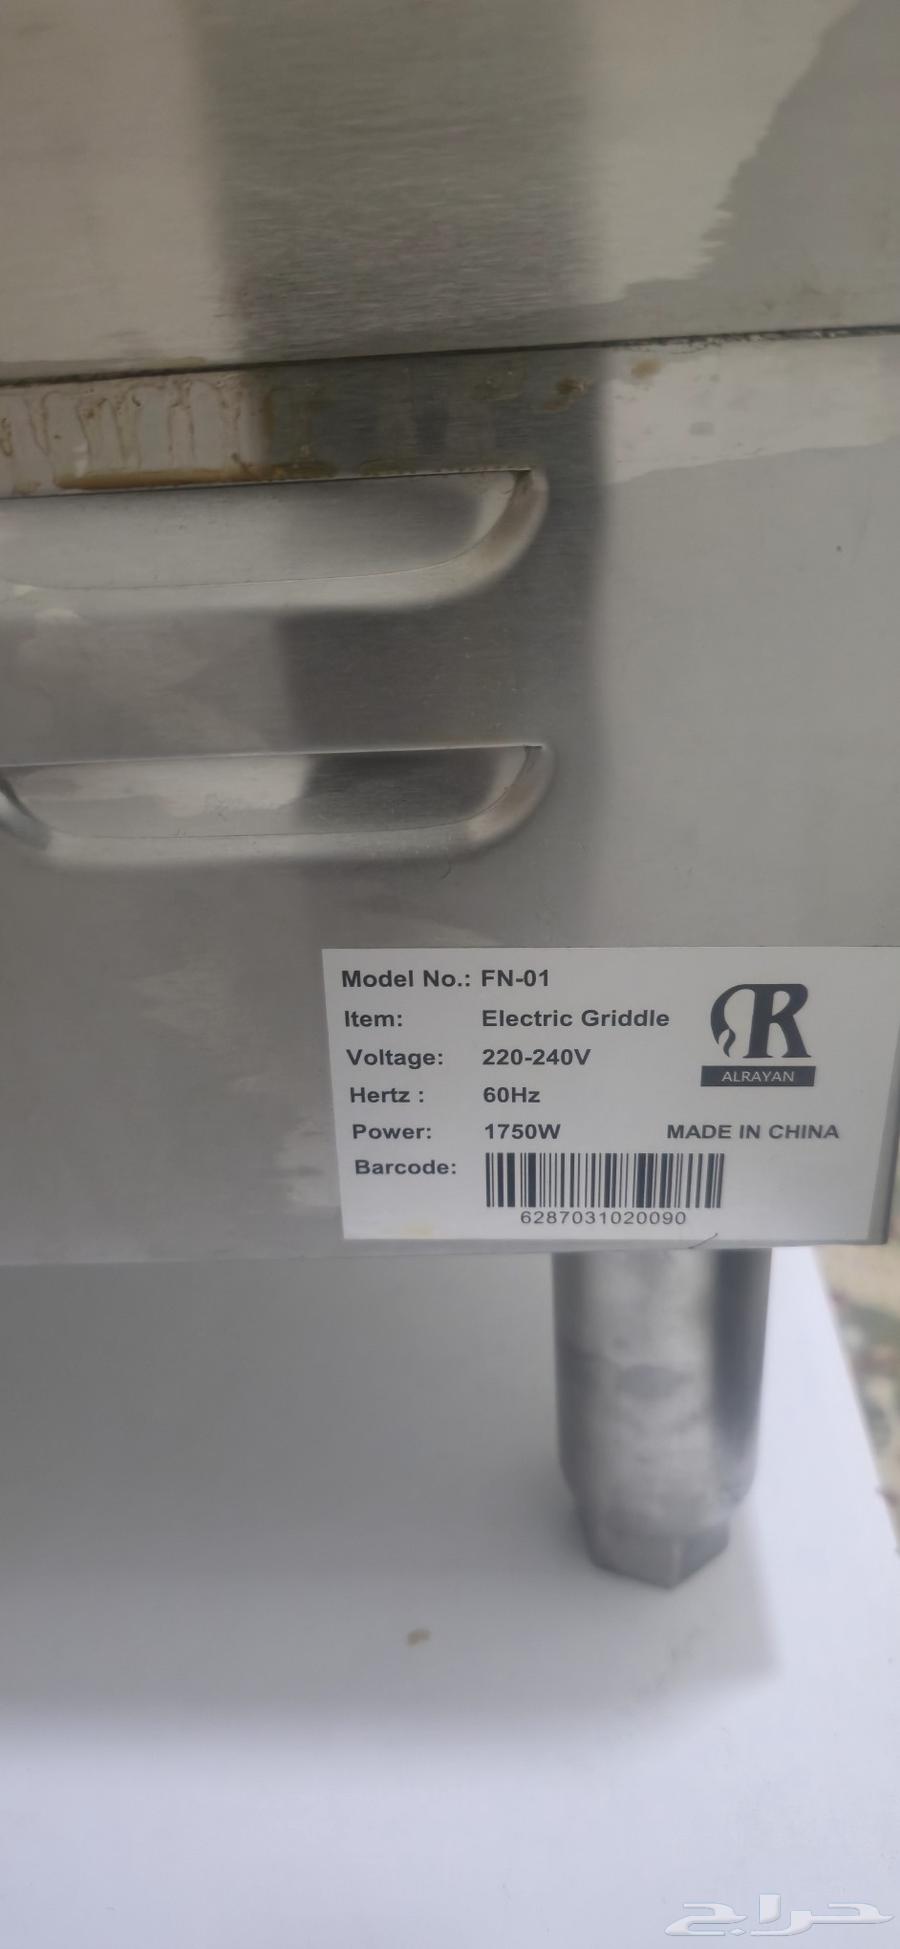 Model No.: FN-01
Item: Electric Griddle
Voltage: 220-240V
Hertz : 60Hz
Power: 1750W
Barcode:
6287031020090
R
ALRAYAN
MADE IN CHINA
حراج